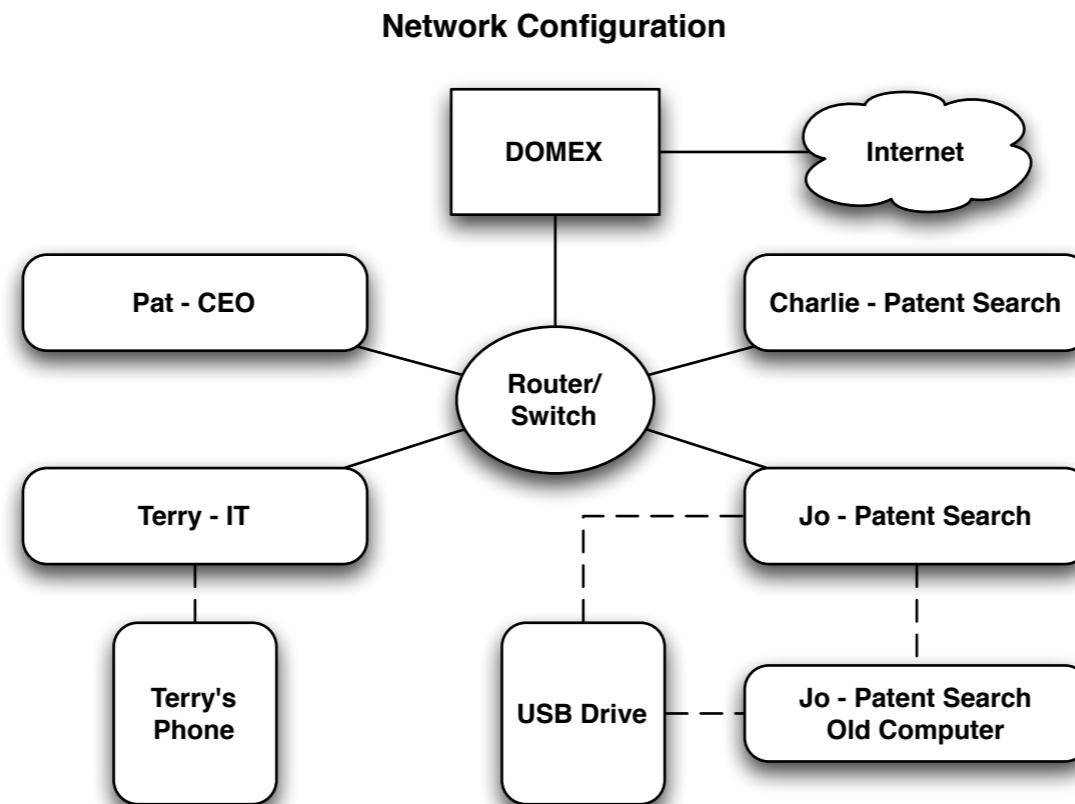 Network Configuration
DOMEX
Internet
Pat - CEO
Charlie - Patent Search
Router/
Switch
Terry - IT
Jo - Patent Search
Terry's
Phone
USB Drive
Jo - Patent Search
Old Computer